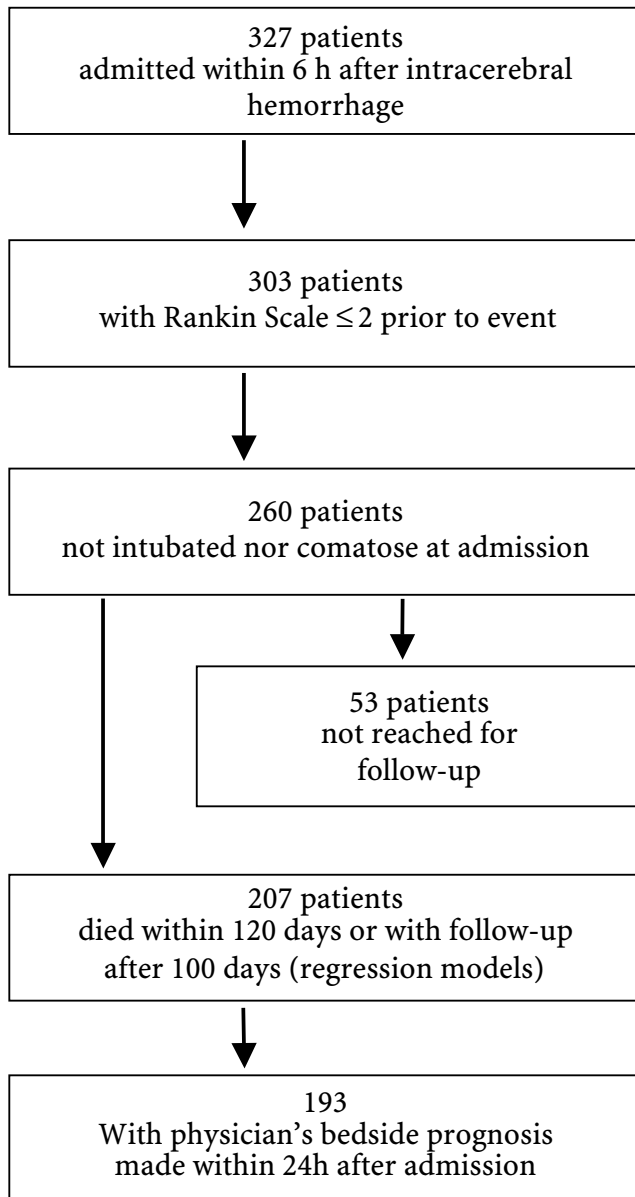 327 patients
admitted within 6 h after intracerebral
hemorrhage
303 patients
with Rankin Scale ≤ 2 prior to event
260 patients
not intubated nor comatose at admission
53 patients
not reached for
follow-up
207 patients
died within 120 days or with follow-up
after 100 days (regression models)
193
With physician’s bedside prognosis
made within 24h after admission